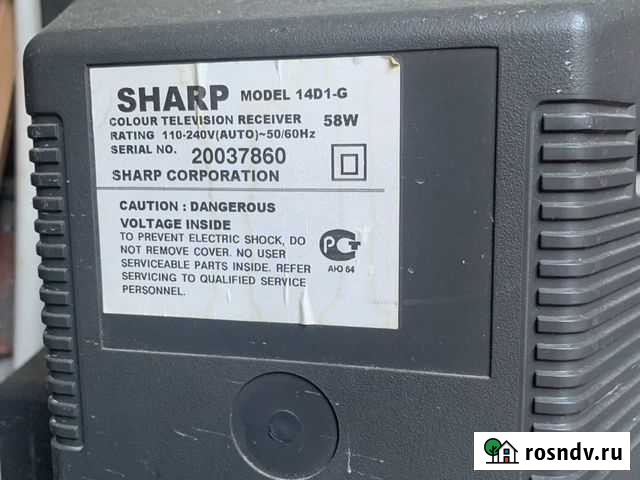 SHARP MODEL 14D1-G
COLOUR TELEVISION RECEIVER 58W
RATING 110-240V(AUTO)~50/60Hz
SERIAL NO. 20037860
SHARP CORPORATION
CAUTION : DANGEROUS
VOLTAGE INSIDE
TO PREVENT ELECTRIC SHOCK, DO
NOT REMOVE COVER. NO USER
SERVICEABLE PARTS INSIDE. REFER
SERVICING TO QUALIFIED SERVICE
PERSONNEL.
РСТ
АЮ 64
rosndv.ru